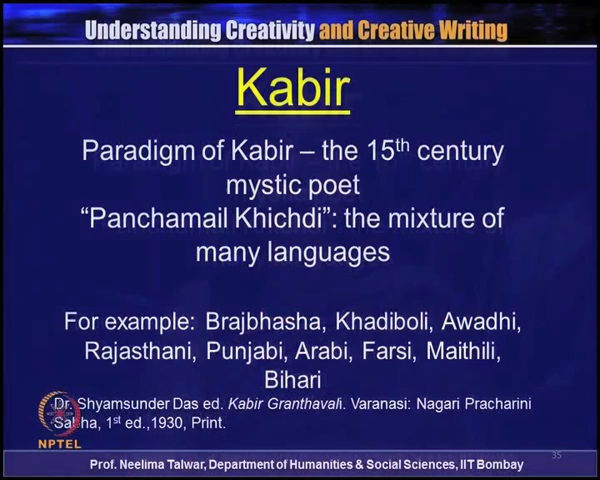 Understanding Creativity and Creative Writing
Kabir
Paradigm of Kabir – the 15th century
mystic poet
“Panchamail Khichdi”: the mixture of
many languages
For example: Brajbhasha, Khadiboli, Awadhi,
Rajasthani, Punjabi, Arabi, Farsi, Maithili,
Bihari
Dr. Shyamsunder Das ed. Kabir Granthavali. Varanasi: Nagari Pracharini
Sabha, 1st ed.,1930, Print.
NPTEL
35
Prof. Neelima Talwar, Department of Humanities & Social Sciences, IIT Bombay